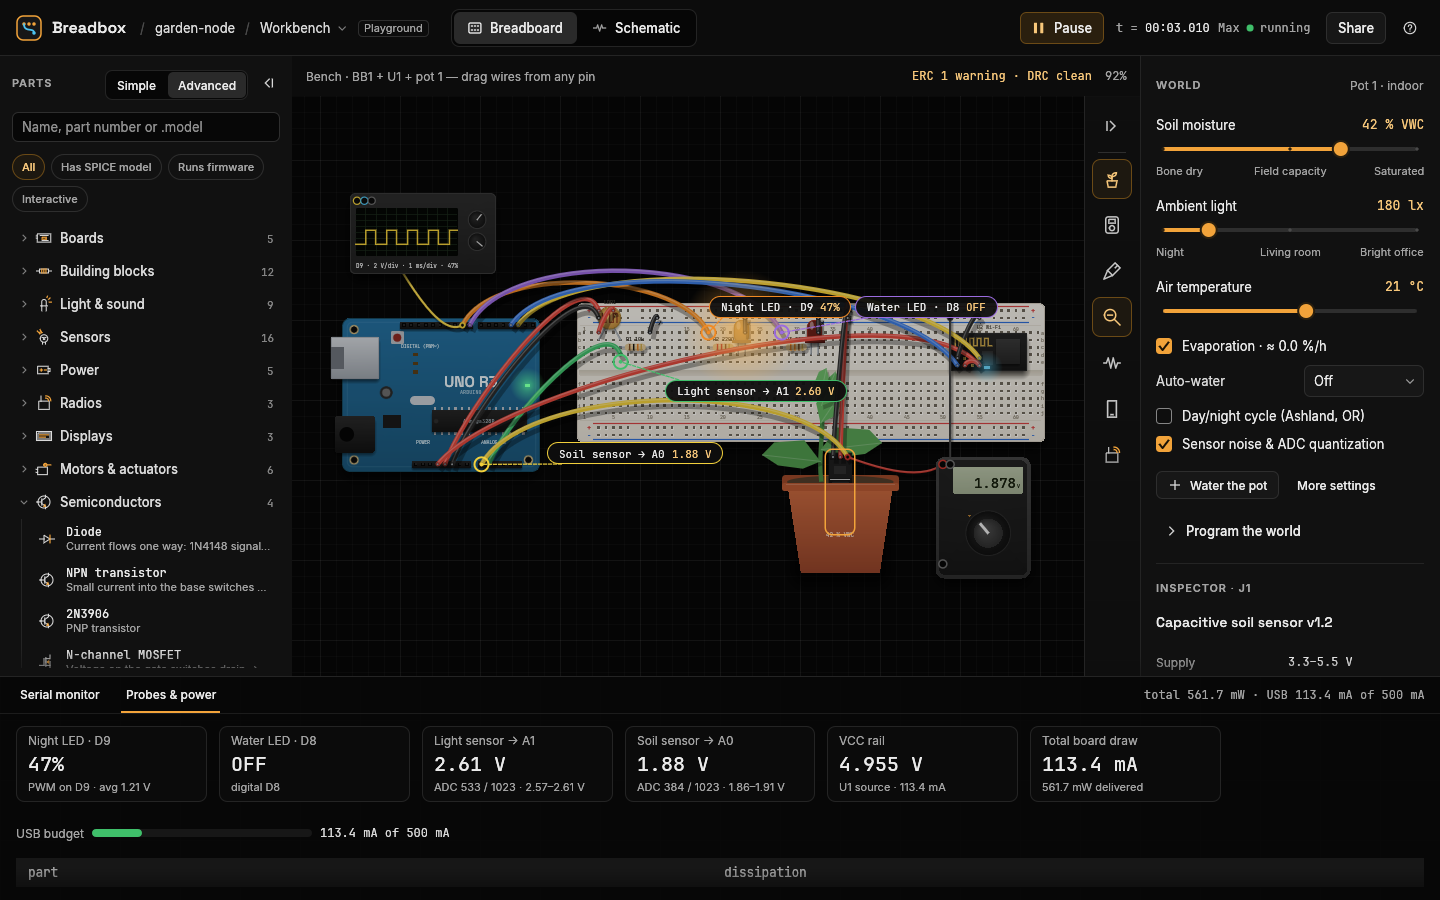 Breadbox / garden-node / Workbench Playground
Breadboard Schematic
Pause t = 00:03.010 Max running Share
PARTS Simple Advanced
Name, part number or .model
All Has SPICE model Runs firmware
Interactive
Boards 5
Building blocks 12
Light & sound 9
Sensors 16
Power 5
Radios 3
Displays 3
Motors & actuators 6
Semiconductors 4
Diode
Current flows one way: 1N4148 signal...
NPN transistor
Small current into the base switches ...
2N3906
PNP transistor
N-channel MOSFET
Bench · BB1 + U1 + pot 1 — drag wires from any pin
ERC 1 warning · DRC clean 92%
D9 · 2 V/div · 1 ms/div · 47%
Night LED · D9 47%
Water LED · D8 OFF
DIGITAL (PWM~)
UNO R3
POWER
ANALOG
Light sensor → A1 2.60 V
Soil sensor → A0 1.88 V
42 % VWC
1.878 V
WORLD Pot 1 · indoor
Soil moisture 42 % VWC
Bone dry Field capacity Saturated
Ambient light 180 lx
Night Living room Bright office
Air temperature 21 °C
Evaporation · ≈ 0.0 %/h
Auto-water Off
Day/night cycle (Ashland, OR)
Sensor noise & ADC quantization
Water the pot More settings
Program the world
INSPECTOR · J1
Capacitive soil sensor v1.2
Supply 3.3–5.5 V
Serial monitor Probes & power
total 561.7 mW · USB 113.4 mA of 500 mA
Night LED · D9
47%
PWM on D9 · avg 1.21 V
Water LED · D8
OFF
digital D8
Light sensor → A1
2.61 V
ADC 533 / 1023 · 2.57–2.61 V
Soil sensor → A0
1.88 V
ADC 384 / 1023 · 1.86–1.91 V
VCC rail
4.955 V
U1 source · 113.4 mA
Total board draw
113.4 mA
561.7 mW delivered
USB budget 113.4 mA of 500 mA
part dissipation